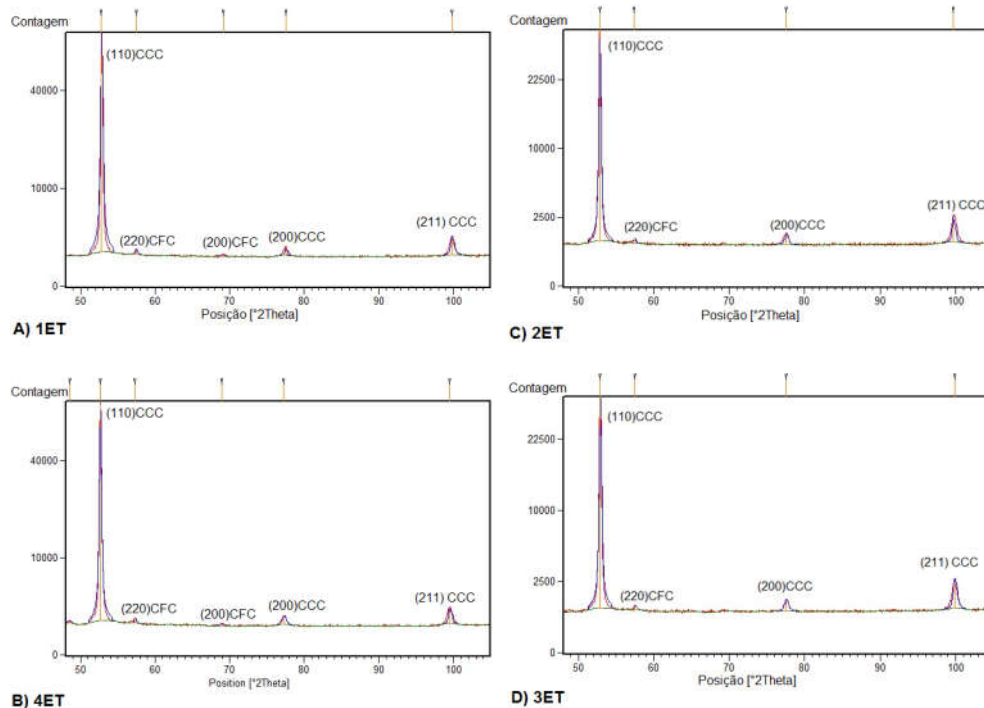 Contagem
(110)CCC
40000
10000
(220)CFC
(200)CFC
(200)CCC
(211) CCC
0
50
60
70
80
90
100
Posição [°2Theta]
A) 1ET
Contagem
(110)CCC
22500
10000
2500
(220)CFC
(200)CCC
(211) CCC
0
50
60
70
80
90
100
Posição [°2Theta]
C) 2ET
Contagem
(110)CCC
40000
10000
(220)CFC
(200)CFC
(200)CCC
(211) CCC
0
50
60
70
80
90
100
Position [°2Theta]
B) 4ET
Contagem
(110)CCC
22500
10000
2500
(220)CFC
(200)CCC
(211) CCC
0
50
60
70
80
90
100
Posição [°2Theta]
D) 3ET